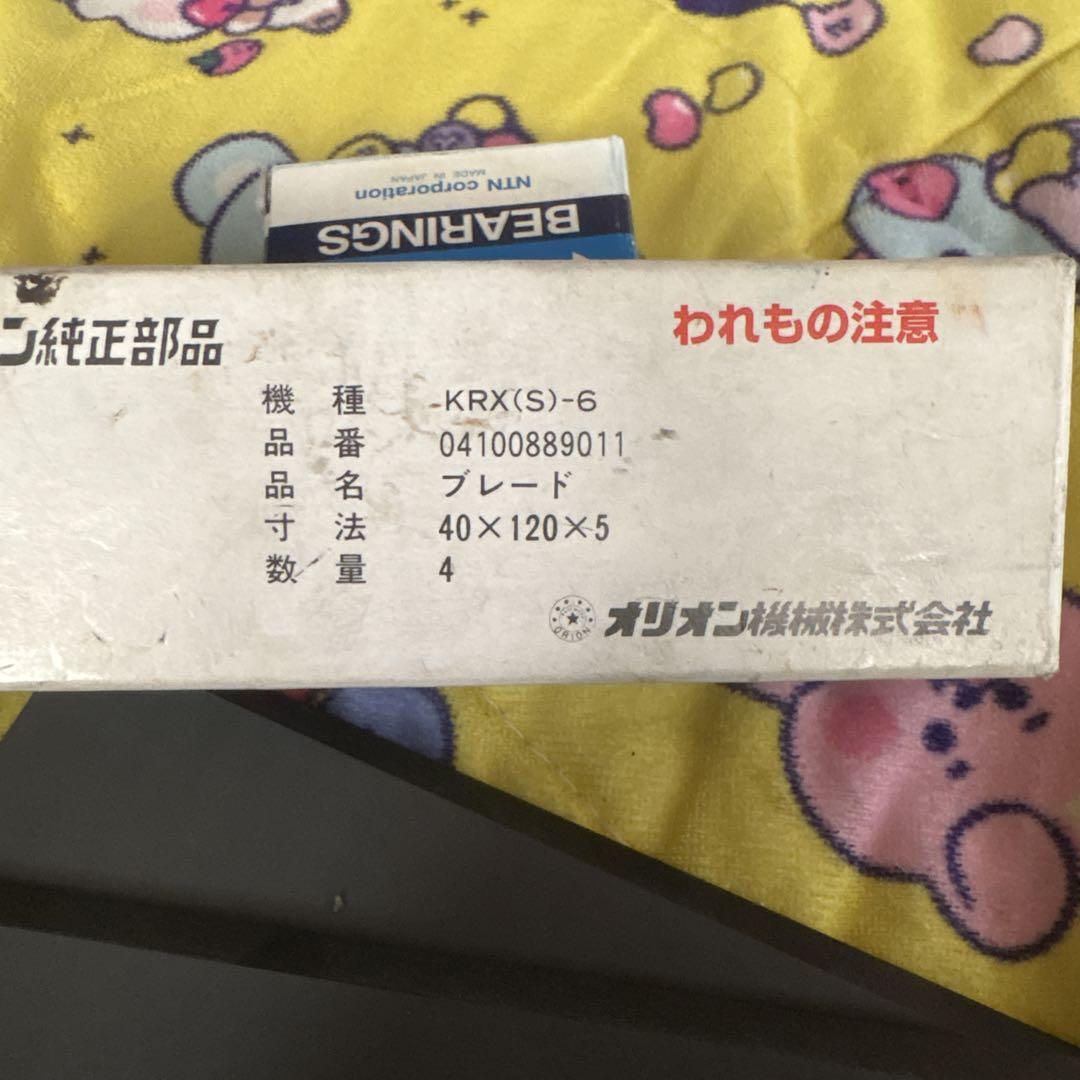 NTN corporation
MADE IN JAPAN
BEARINGS
ン純正部品
われもの注意
機種 KRX(S)-6
品番 04100889011
品名 ブレード
寸法 40×120×5
数量 4
ORION オリオン機械株式会社